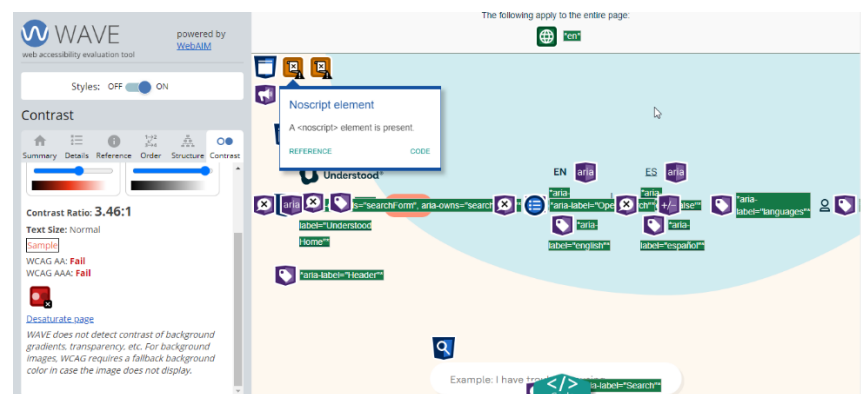 The following apply to the entire page:
*en*
WAVE
web accessibility evaluation tool
powered by
WebAIM
Styles: OFF ON
Contrast
Summary Details Reference Order Structure Contrast
Contrast Ratio: 3.46:1
Text Size: Normal
Sample
WCAG AA: Fail
WCAG AAA: Fail
Desaturate page
WAVE does not detect contrast of background
gradients, transparency, etc. For background
images, WCAG requires a fallback background
color in case the image does not display.
Noscript element
A <noscript> element is present.
REFERENCE CODE
Understood
EN aria
ES aria
aria
s="searchForm", aria-owns="search
label="Understood
Home"*
*aria-label="Header"*
*aria-
*aria-label="Ope
*aria-
label="english"*
*aria-
*aria-
label="español"*
*aria-
label="languages"*
Example: I have
aria-label="Search"*